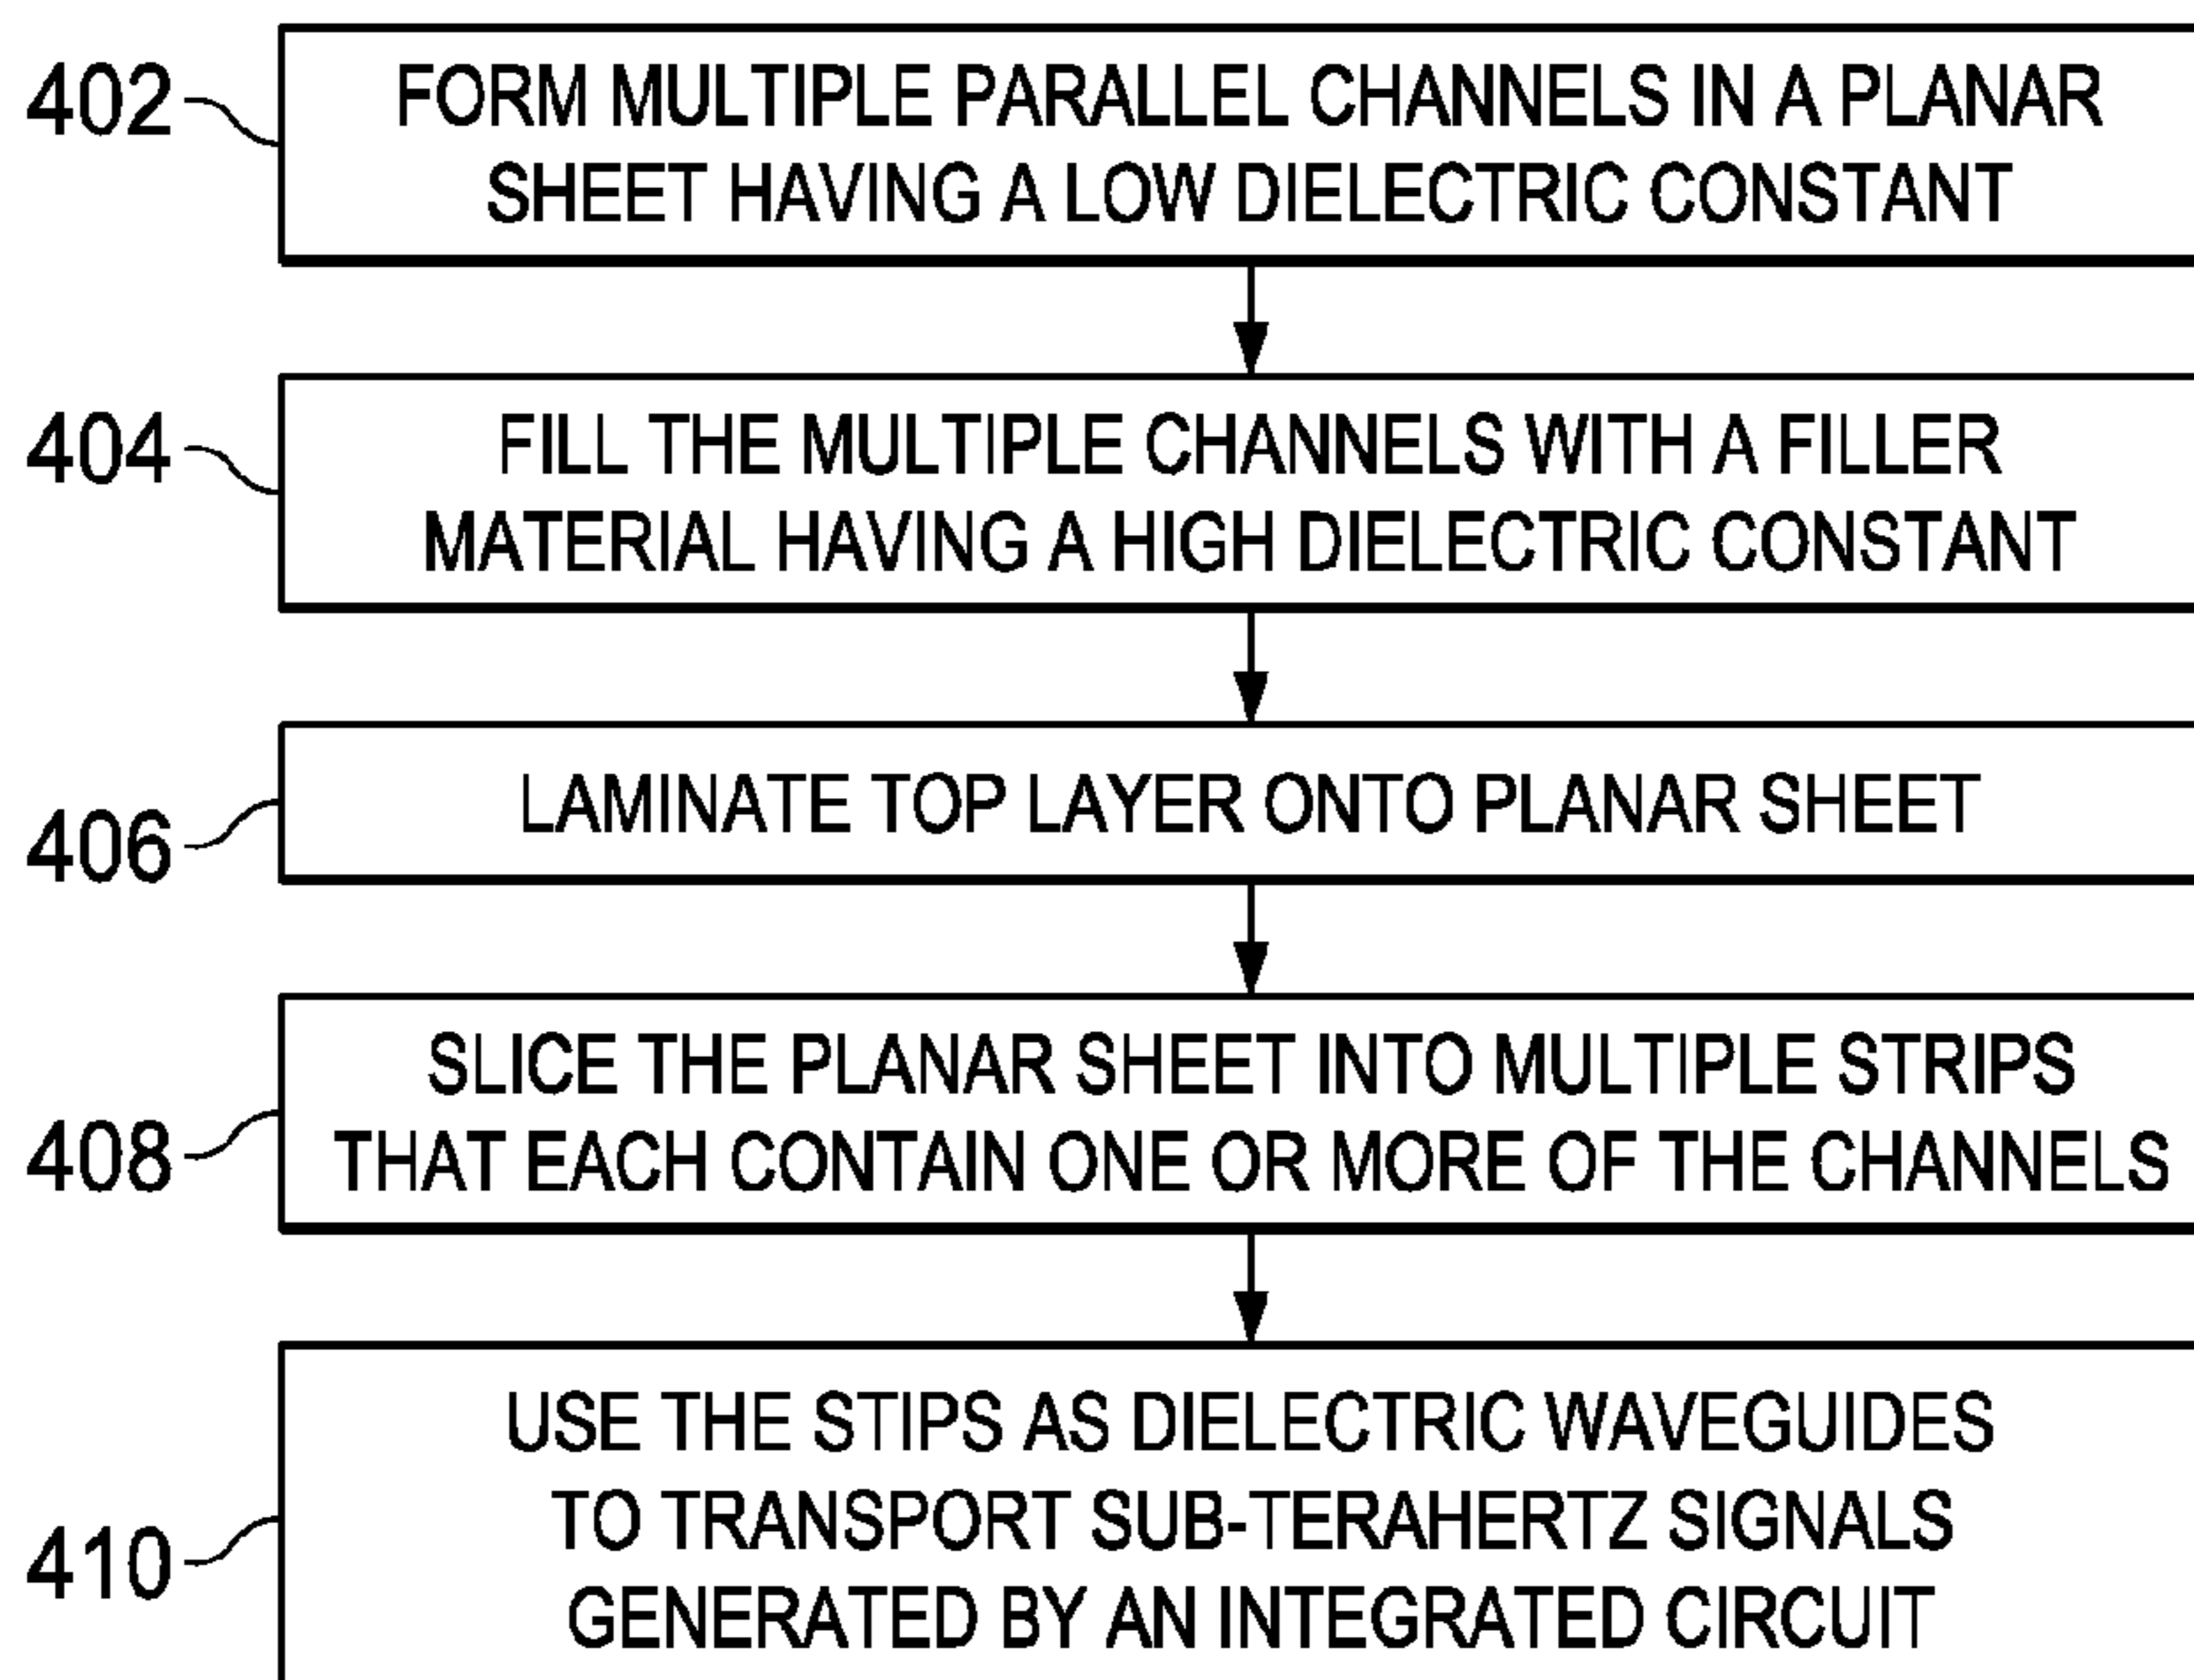 402
FORM MULTIPLE PARALLEL CHANNELS IN A PLANAR
SHEET HAVING A LOW DIELECTRIC CONSTANT
404
FILL THE MULTIPLE CHANNELS WITH A FILLER
MATERIAL HAVING A HIGH DIELECTRIC CONSTANT
406
LAMINATE TOP LAYER ONTO PLANAR SHEET
408
SLICE THE PLANAR SHEET INTO MULTIPLE STRIPS
THAT EACH CONTAIN ONE OR MORE OF THE CHANNELS
410
USE THE STIPS AS DIELECTRIC WAVEGUIDES
TO TRANSPORT SUB-TERAHERTZ SIGNALS
GENERATED BY AN INTEGRATED CIRCUIT